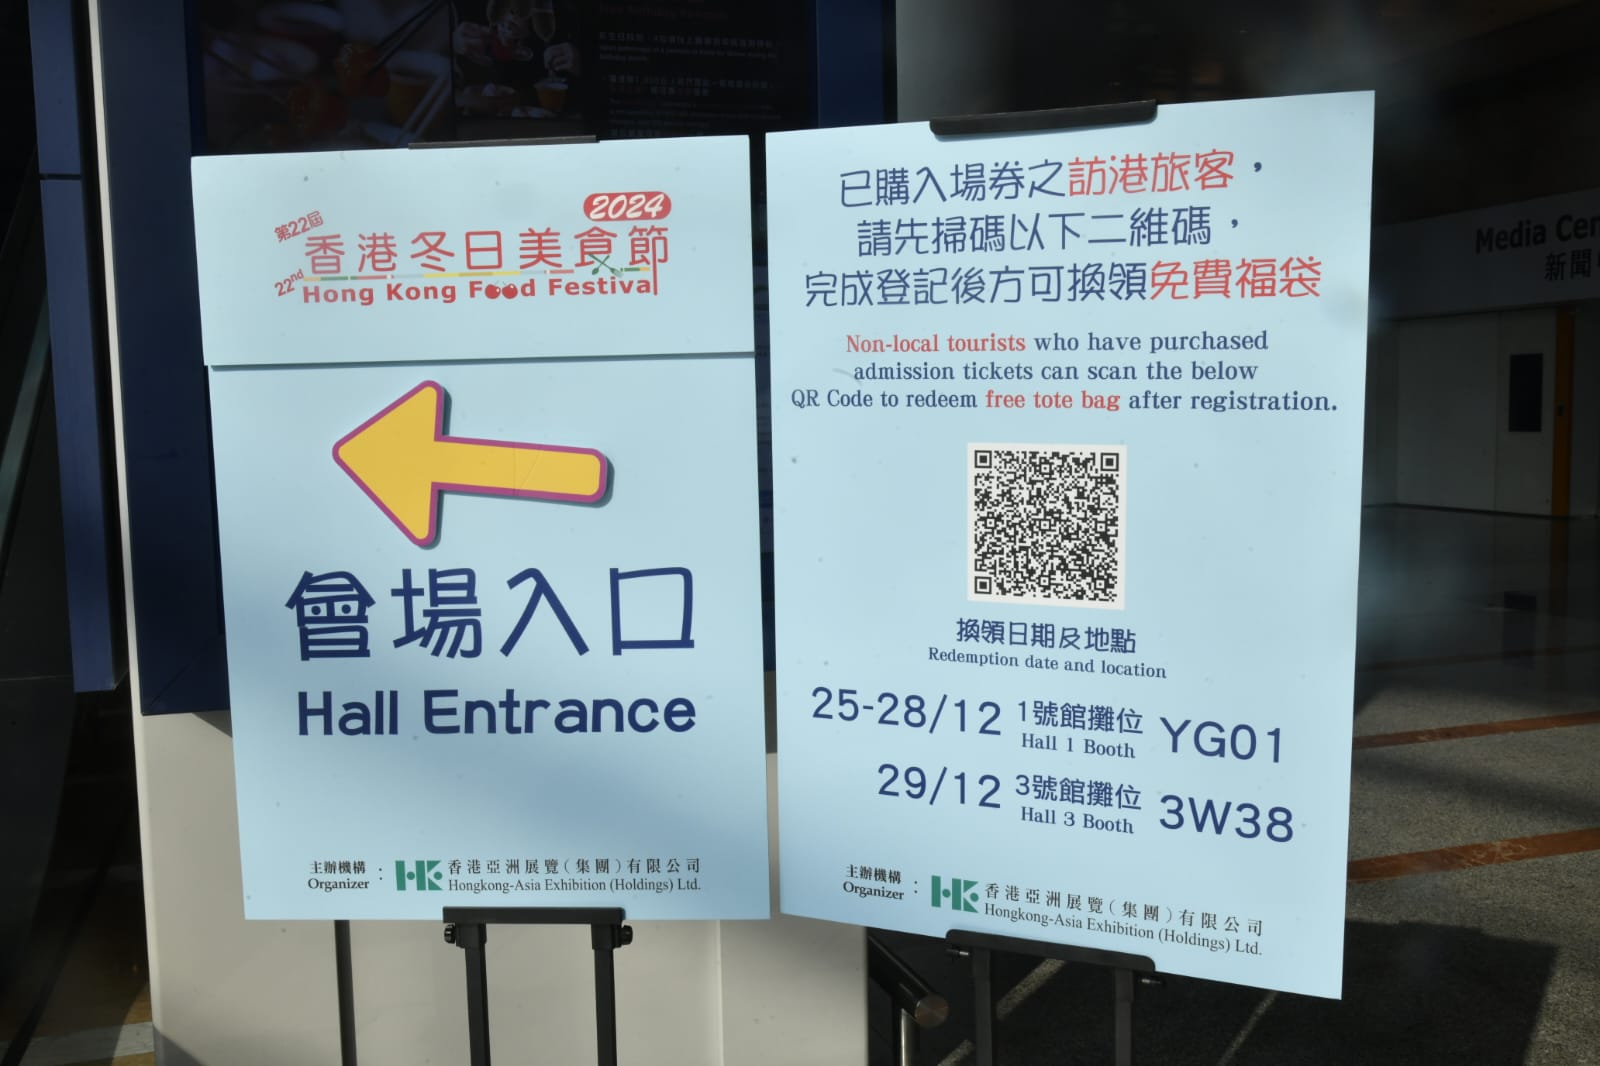 第22屆
2024
香港冬日美食節
22nd
Hong Kong Food Festival
會場入口
Hall Entrance
主辦機構
Organizer
:
HK
香港亞洲展覽（集團）有限公司
Hongkong-Asia Exhibition (Holdings) Ltd.
已購入場券之訪港旅客，
請先掃碼以下二維碼，
完成登記後方可換領免費福袋
Non-local tourists who have purchased
admission tickets can scan the below
QR Code to redeem free tote bag after registration.
換領日期及地點
Redemption date and location
25-28/12 1號館攤位 YG01
Hall 1 Booth
29/12 3號館攤位 3W38
Hall 3 Booth
主辦機構
Organizer
:
HK
香港亞洲展覽（集團）有限公司
Hongkong-Asia Exhibition (Holdings) Ltd.
Media Cen
新聞